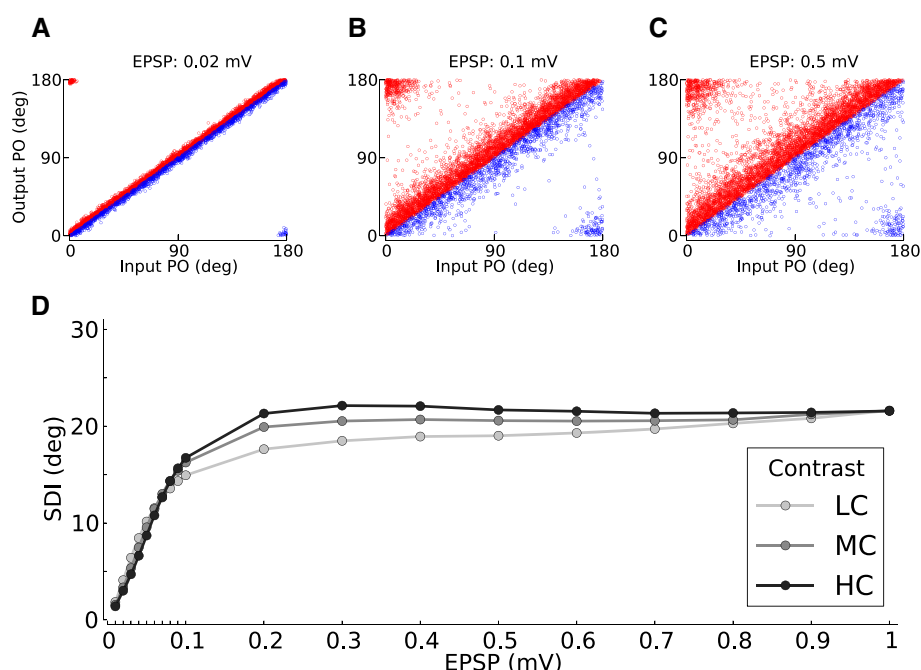 A
B
C
EPSP: 0.02 mV
EPSP: 0.1 mV
EPSP: 0.5 mV
Output PO (deg)
180
90
0
0
90
180
Input PO (deg)
180
90
0
0
90
180
Input PO (deg)
180
90
0
0
90
180
Input PO (deg)
D
SDI (deg)
30
20
10
0
0
0.1
0.2
0.3
0.4
0.5
0.6
0.7
0.8
0.9
1
EPSP (mV)
Contrast
LC
MC
HC